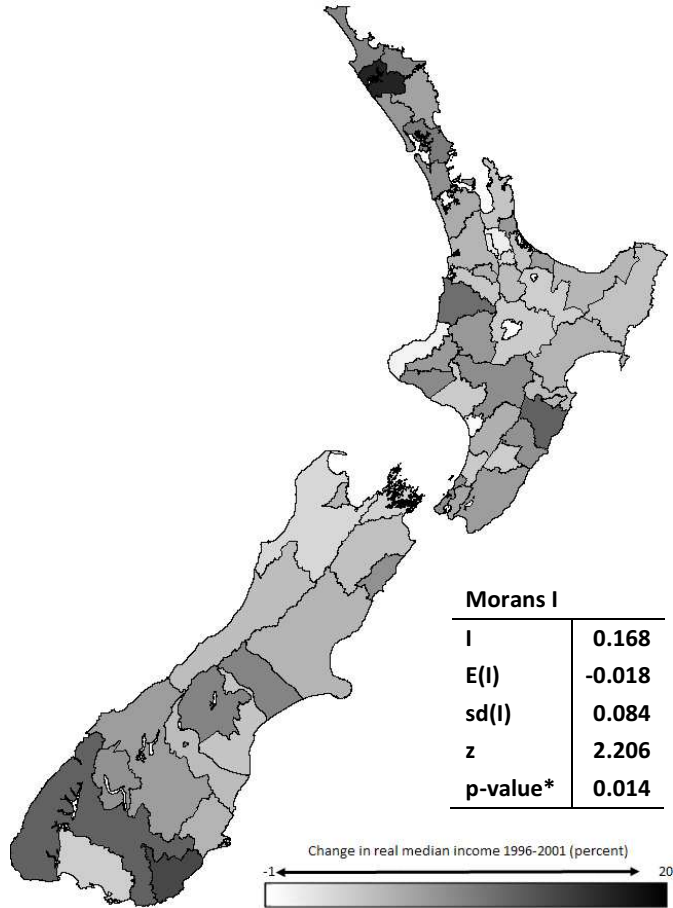 Morans I
I 0.168
E(I) -0.018
sd(I) 0.084
z 2.206
p-value* 0.014
Change in real median income 1996-2001 (percent)
-1 20